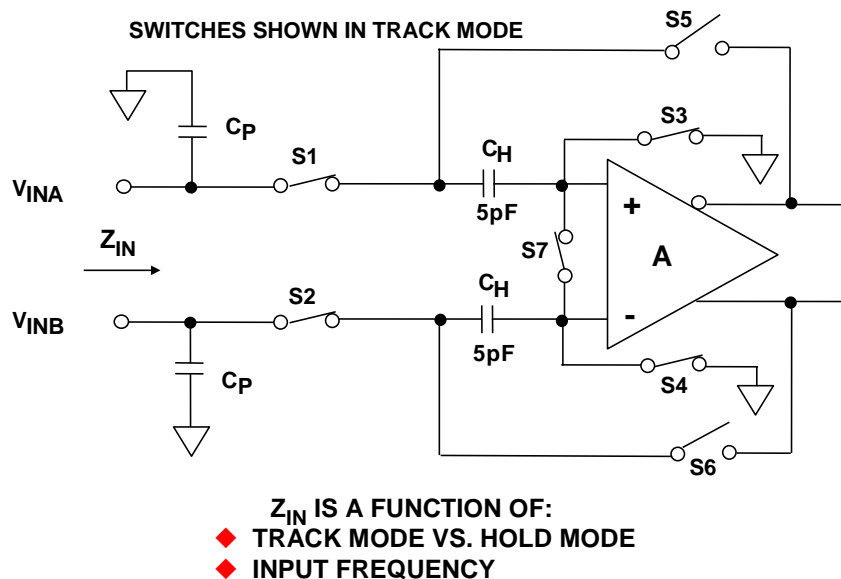 SWITCHES SHOWN IN TRACK MODE
S5
CP
S3
S1
CH
VINA
5pF
+
ZIN
S7
A
CH
S2
VINB
-
5pF
S4
CP
S6
ZIN IS A FUNCTION OF:
TRACK MODE VS. HOLD MODE
INPUT FREQUENCY